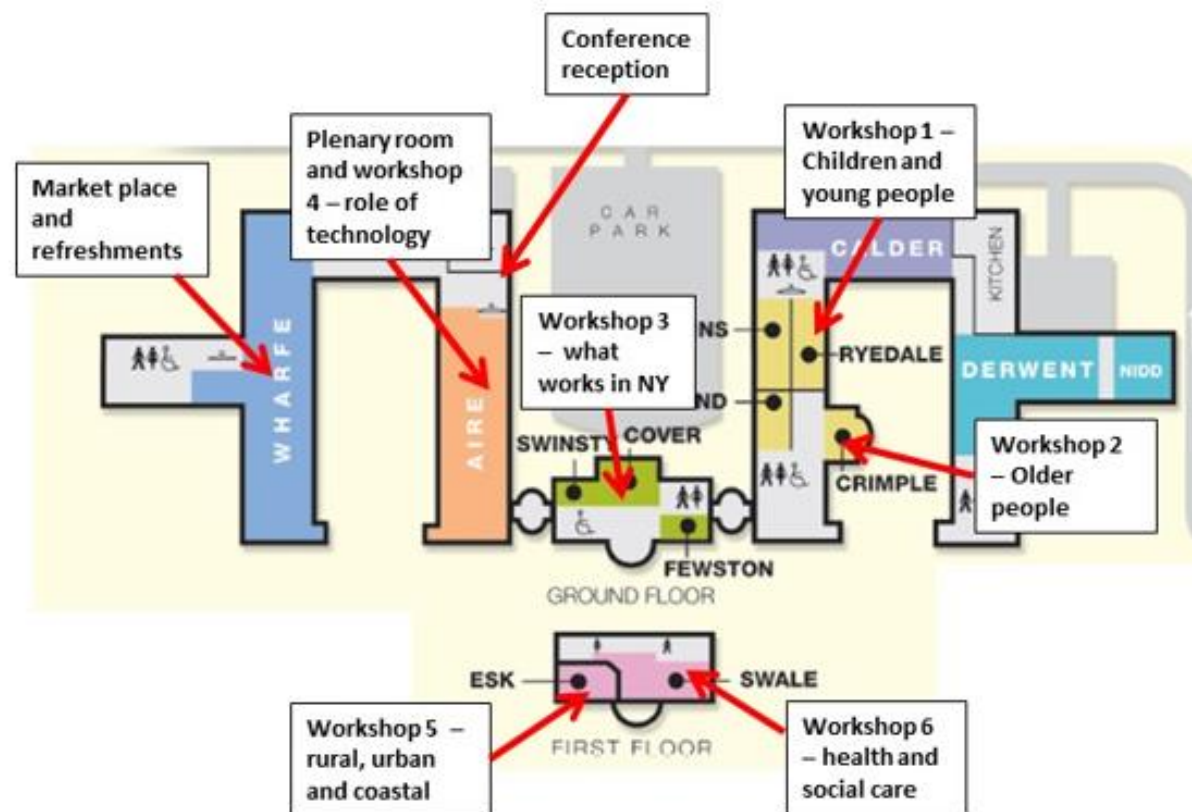 Conference
reception
Plenary room
and workshop
4 – role of
technology
Workshop 1 –
Children and
young people
Market place
and
refreshments
CAR
PARK
CALDER
KITCHEN
WHARFE
AIRE
Workshop 3
– what
works in NY
NS
RYEDALE
ND
DERWENT
NIDD
SWINSTY
COVER
CRIMPLE
Workshop 2
– Older
people
FEWSTON
GROUND FLOOR
ESK
SWALE
Workshop 5 –
rural, urban
and coastal
FIRST FLOOR
Workshop 6
– health and
social care